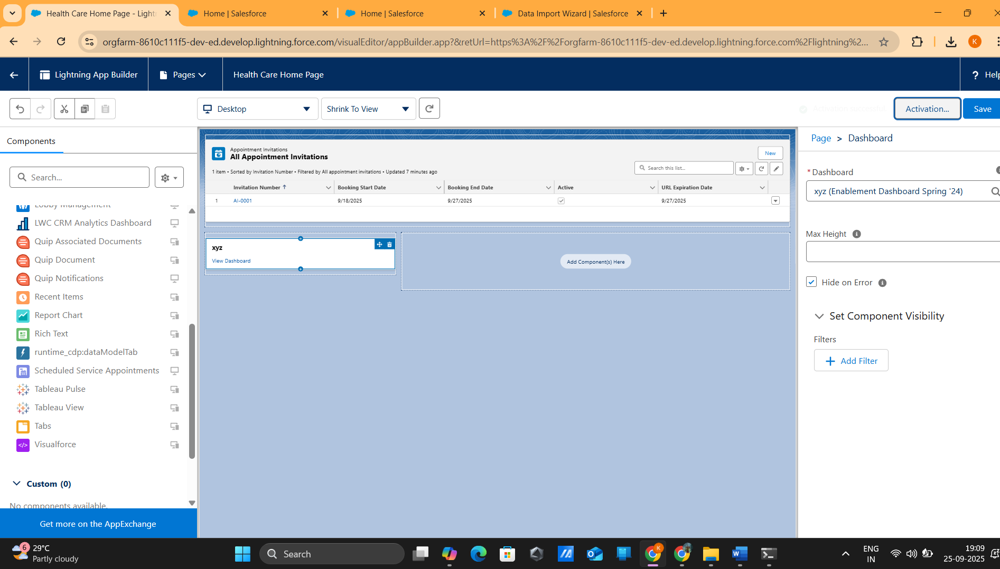 Health Care Home Page - Lighti
Home | Salesforce
Home | Salesforce
Data Import Wizard | Salesforce
orgfarm-8610c111f5-dev-ed.develop.lightning.force.com/visualEditor/appBuilder.app?&retUrl=https%3A%2F%2Forgfarm-8610c111f5-dev-ed.develop.lightning.force.com%2Flightning%2...
K
Lightning App Builder
Pages
Health Care Home Page
? Help
Desktop
Shrink To View
Activation successful
Activation...
Save
Components
Search...
Lobby Management
LWC CRM Analytics Dashboard
Quip Associated Documents
Quip Document
Quip Notifications
Recent Items
Report Chart
Rich Text
runtime_cdp:dataModelTab
Scheduled Service Appointments
Tableau Pulse
Tableau View
Tabs
Visualforce
Custom (0)
No components available.
Get more on the AppExchange
Appointment Invitations
All Appointment Invitations
New
1 item • Sorted by Invitation Number • Filtered by All appointment invitations • Updated 7 minutes ago
Search this list...
Invitation Number ↑ Booking Start Date Booking End Date Active URL Expiration Date
1 AI-0001 9/18/2025 9/27/2025 9/27/2025
xyz
View Dashboard
Add Component(s) Here
Page > Dashboard
* Dashboard
xyz (Enablement Dashboard Spring '24)
Max Height
Hide on Error
Set Component Visibility
Filters
Add Filter
6
29°C
Partly cloudy
Search
K
ENG
IN
19:09
25-09-2025